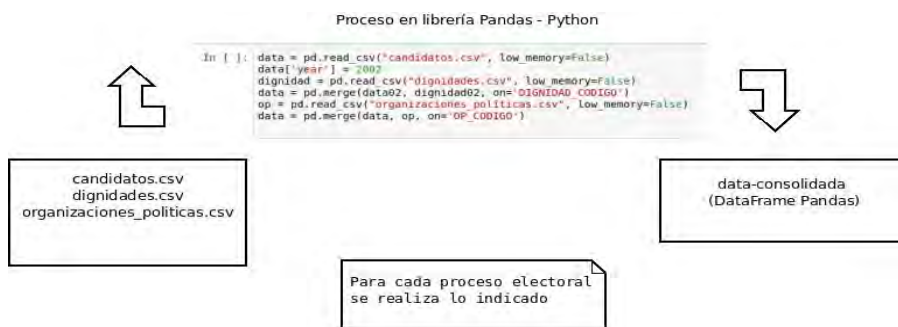 Proceso en librería Pandas - Python
In [ ]: data = pd.read_csv("candidatos.csv", low_memory=False)
data['year'] = 2002
dignidad = pd.read_csv("dignidades.csv", low_memory=False)
data = pd.merge(data02, dignidad02, on='DIGNIDAD_CODIGO')
op = pd.read_csv("organizaciones_politicas.csv", low_memory=False)
data = pd.merge(data, op, on='OP_CODIGO')
candidatos.csv
dignidades.csv
organizaciones_politicas.csv
data-consolidada
(DataFrame Pandas)
Para cada proceso electoral
se realiza lo indicado